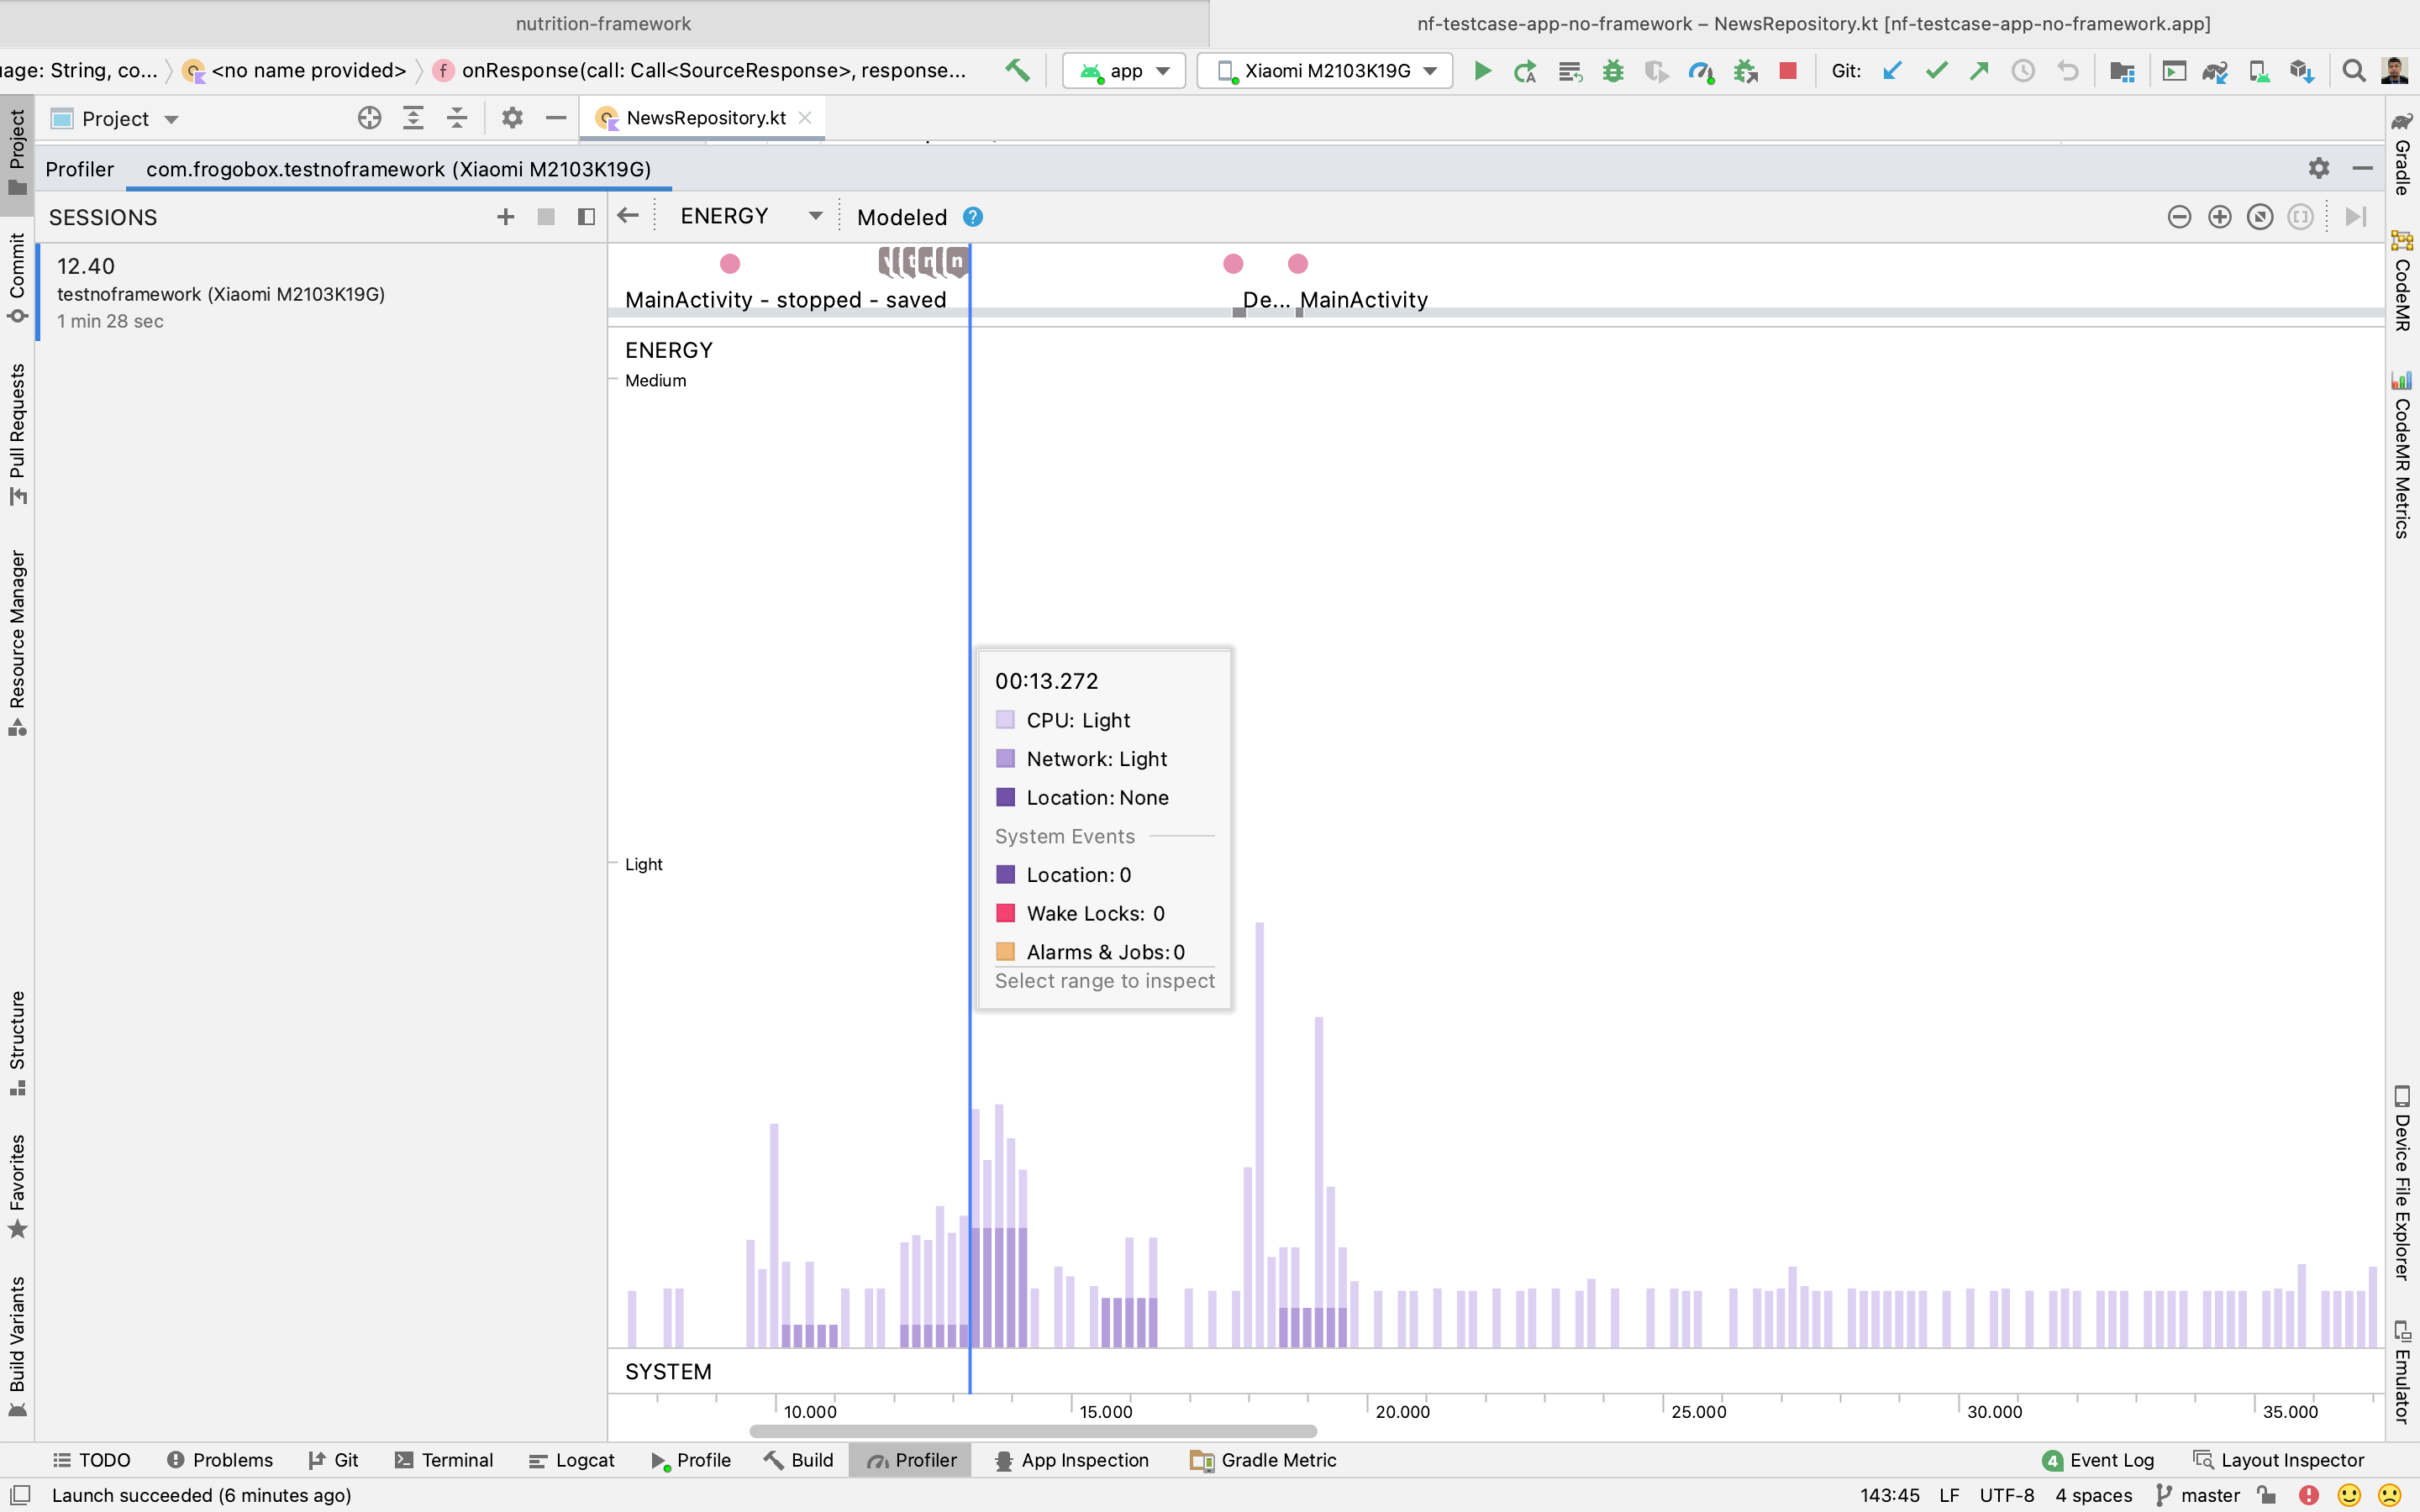 nutrition-framework
nf-testcase-app-no-framework – NewsRepository.kt [nf-testcase-app-no-framework.app]
uage: String, co... <no name provided> f onResponse(call: Call<SourceResponse>, response...
app
Xiaomi M2103K19G
Git:
Project
NewsRepository.kt
Profiler
com.frogobox.testnoframework (Xiaomi M2103K19G)
SESSIONS
ENERGY
Modeled
?
12.40
testnoframework (Xiaomi M2103K19G)
1 min 28 sec
MainActivity - stopped - saved
De...
MainActivity
ENERGY
Medium
Light
00:13.272
CPU: Light
Network: Light
Location: None
System Events
Location: 0
Wake Locks: 0
Alarms & Jobs: 0
Select range to inspect
SYSTEM
10.000
15.000
20.000
25.000
30.000
35.000
Project
Commit
Pull Requests
Resource Manager
Structure
Favorites
Build Variants
Gradle
CodeMR
CodeMR Metrics
Device File Explorer
Emulator
TODO
Problems
Git
Terminal
Logcat
Profile
Build
Profiler
App Inspection
Gradle Metric
4 Event Log
Layout Inspector
Launch succeeded (6 minutes ago)
143:45
LF
UTF-8
4 spaces
master